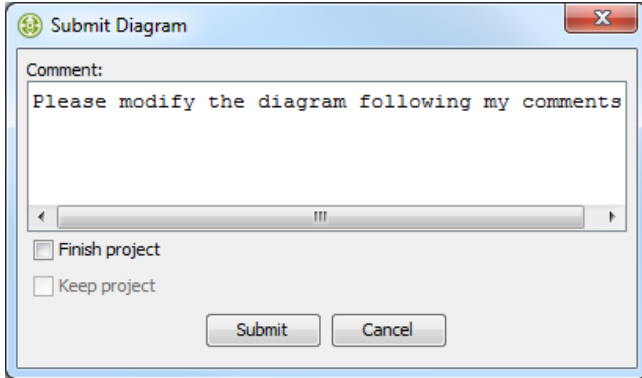 Submit Diagram
Comment:
Please modify the diagram following my comments
Finish project
Keep project
Submit Cancel